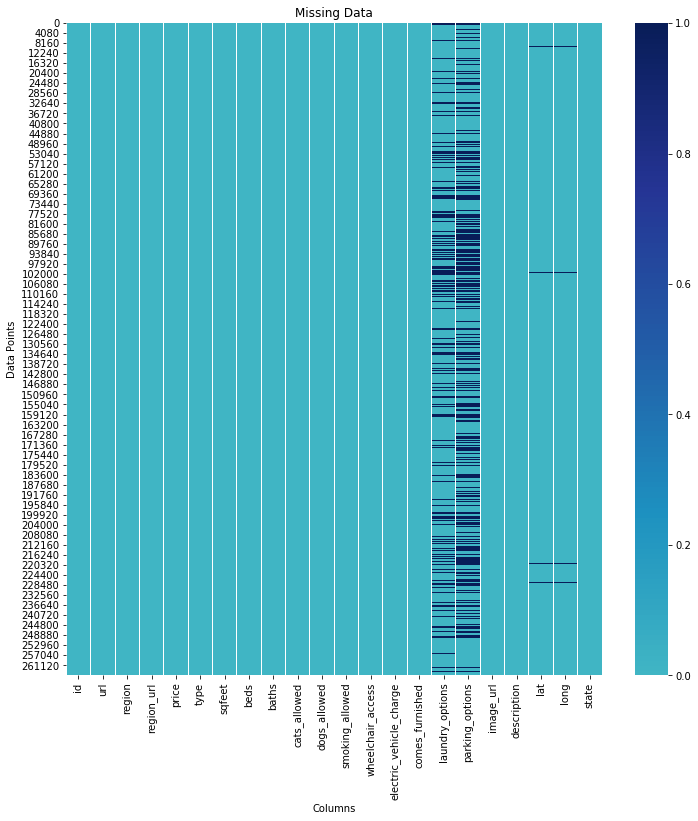 Missing Data
Data Points
0
4080
8160
12240
16320
20400
24480
28560
32640
36720
40800
44880
48960
53040
57120
61200
65280
69360
73440
77520
81600
85680
89760
93840
97920
102000
106080
110160
114240
118320
122400
126480
130560
134640
138720
142800
146880
150960
155040
159120
163200
167280
171360
175440
179520
183600
187680
191760
195840
199920
204000
208080
212160
216240
220320
224400
228480
232560
236640
240720
244800
248880
252960
257040
261120
id
url
region
region_url
price
type
sqfeet
beds
baths
cats_allowed
dogs_allowed
smoking_allowed
wheelchair_access
electric_vehicle_charge
comes_furnished
laundry_options
parking_options
image_url
description
lat
long
state
Columns
1.0
0.8
0.6
0.4
0.2
0.0